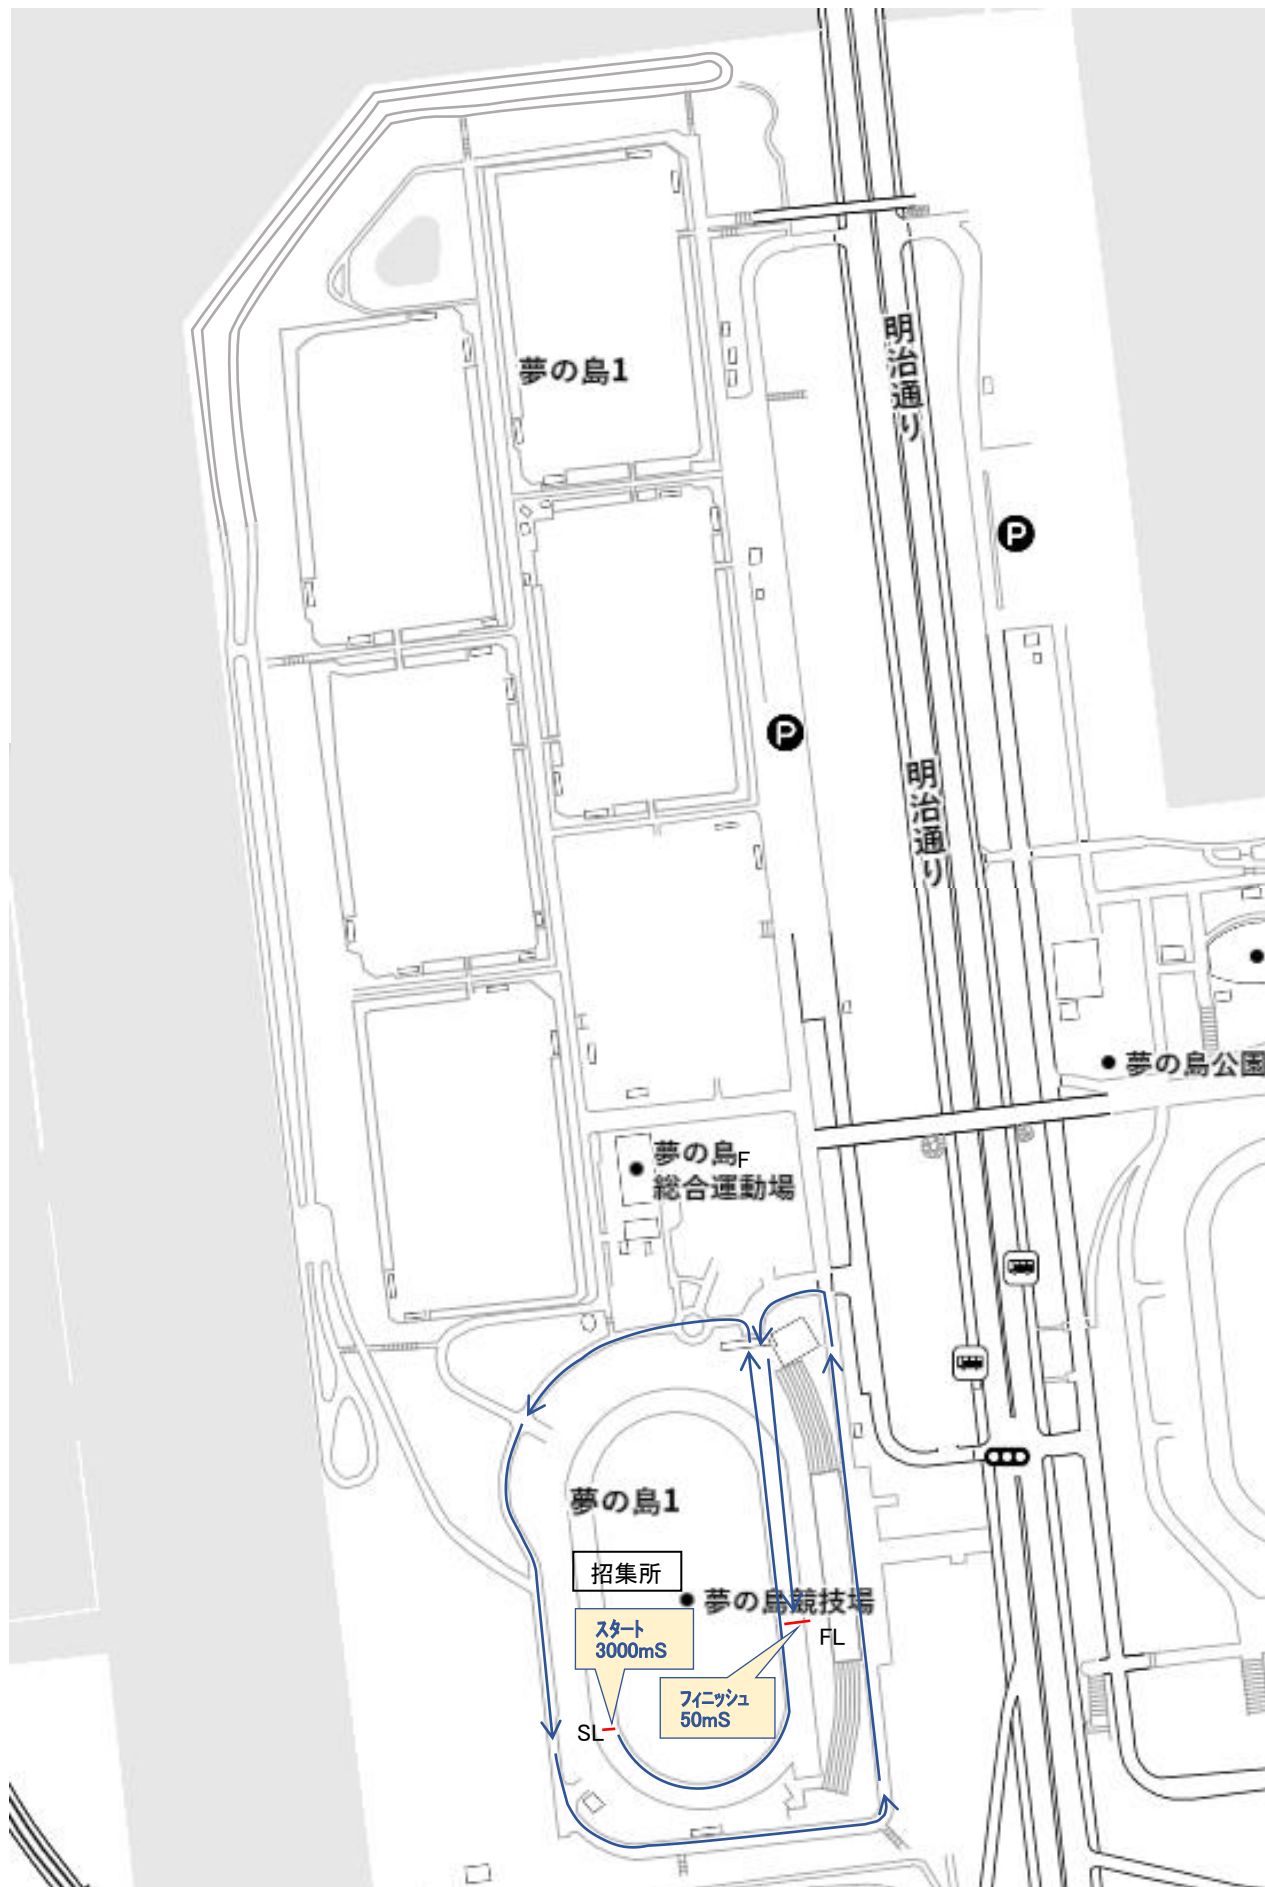 明治通り
夢の島1
P
P
明治通り
夢の島公園
夢の島F
総合運動場
夢の島1
招集所
夢の島競技場
スタート
3000mS
FL
フィニッシュ
50mS
SL